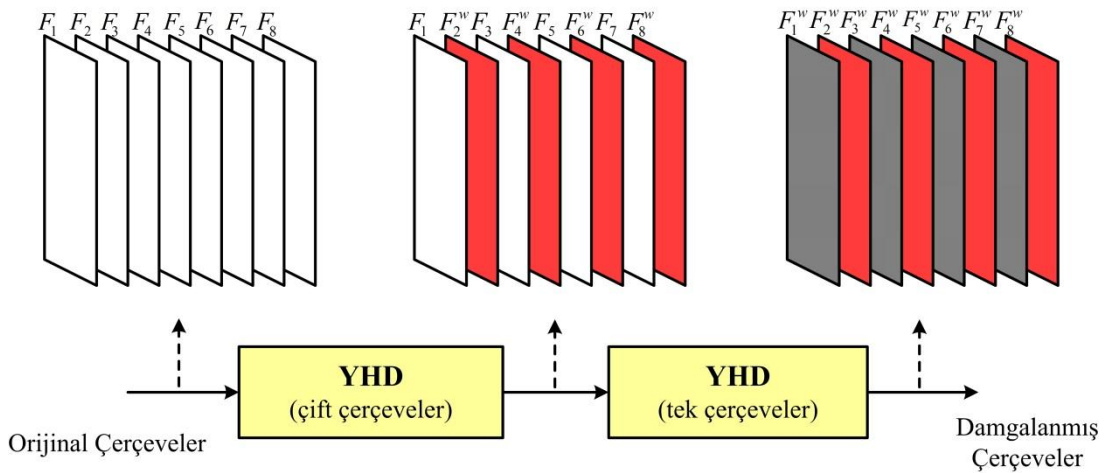 F₁ F₂ F₃ F₄ F₅ F₆ F₇ F₈
F₁ F₂ʷ F₃ F₄ʷ F₅ F₆ʷ F₇ F₈ʷ
F₁ʷ F₂ʷ F₃ʷ F₄ʷ F₅ʷ F₆ʷ F₇ʷ F₈ʷ
YHD
(çift çerçeveler)
YHD
(tek çerçeveler)
Orijinal Çerçeveler
Damgalanmış
Çerçeveler